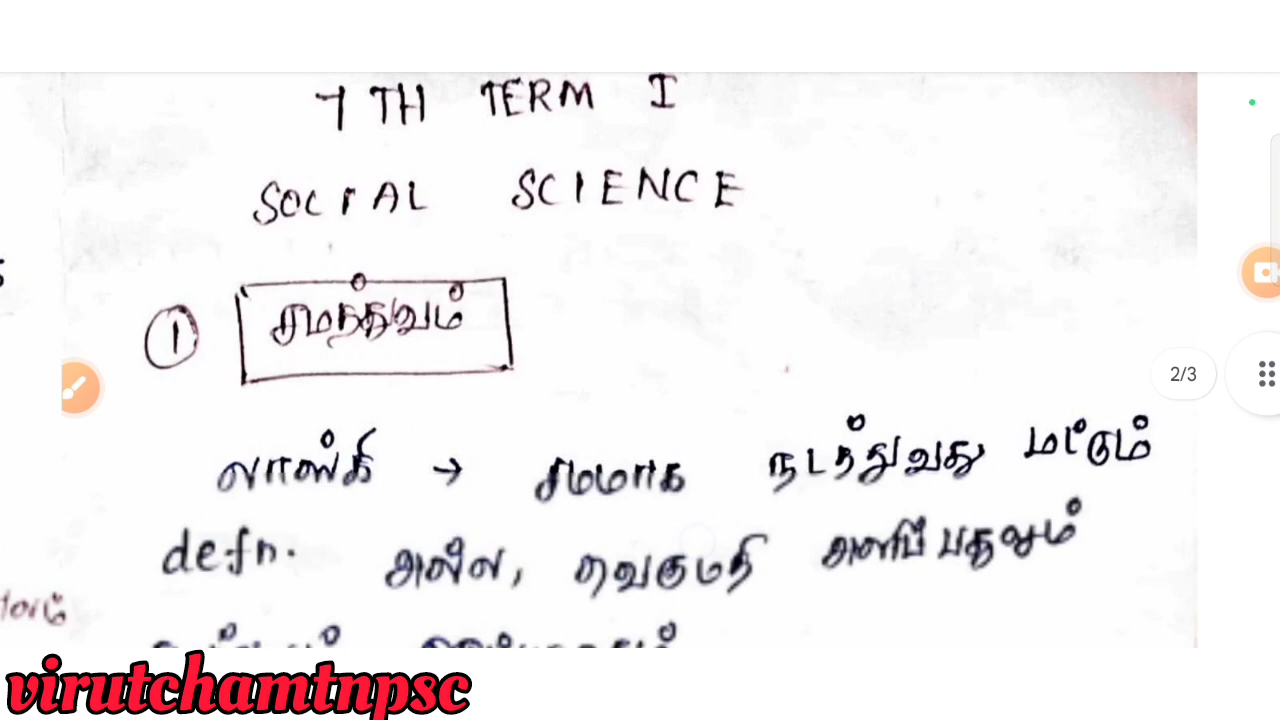 7 TH TERM I
SOCIAL SCIENCE
① சமத்துவம்
லாஸ்கி → சமமாக நடத்துவது மட்டும்
defn. அல்ல, வெகுமதி அளிப்பதிலும்
2/3
virutchamtnpsc